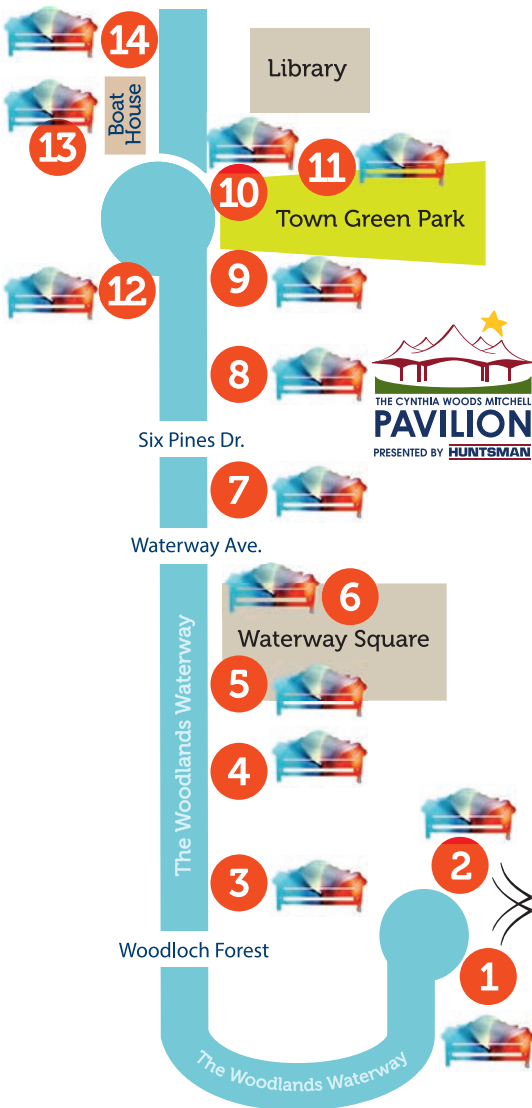 14
Library
Boat
House
13
11
10
Town Green Park
9
12
8
THE CYNTHIA WOODS MITCHELL
PAVILION
PRESENTED BY HUNTSMAN
Six Pines Dr.
7
Waterway Ave.
6
Waterway Square
The Woodlands Waterway
5
4
2
3
Woodloch Forest
1
The Woodlands Waterway